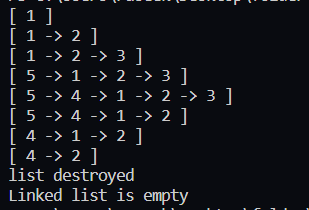 [ 1 ]
[ 1 -> 2 ]
[ 1 -> 2 -> 3 ]
[ 5 -> 1 -> 2 -> 3 ]
[ 5 -> 4 -> 1 -> 2 -> 3 ]
[ 5 -> 4 -> 1 -> 2 ]
[ 4 -> 1 -> 2 ]
[ 4 -> 2 ]
list destroyed
Linked list is empty